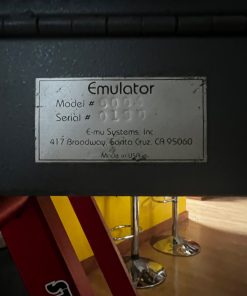 Emulator
Model #
Serial #
E-mu Systems, Inc
417 Broadway, Santa Cruz, CA 95060
Made in USA